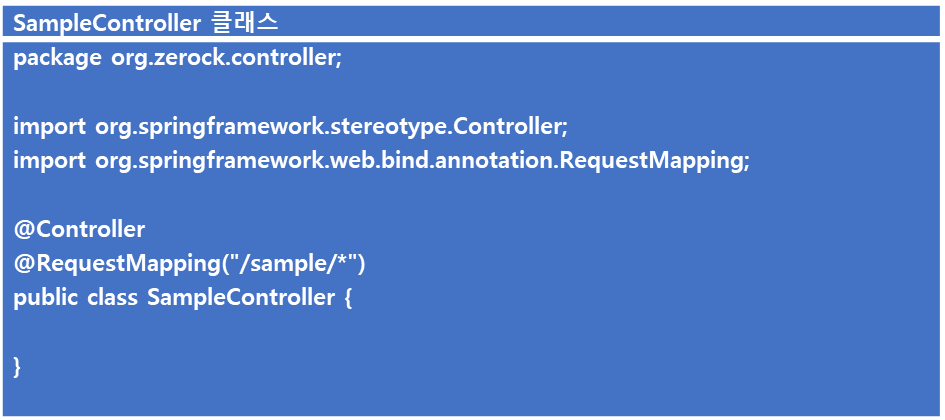 SampleController 클래스
package org.zerock.controller;
import org.springframework.stereotype.Controller;
import org.springframework.web.bind.annotation.RequestMapping;
@Controller
@RequestMapping("/sample/*")
public class SampleController {
}